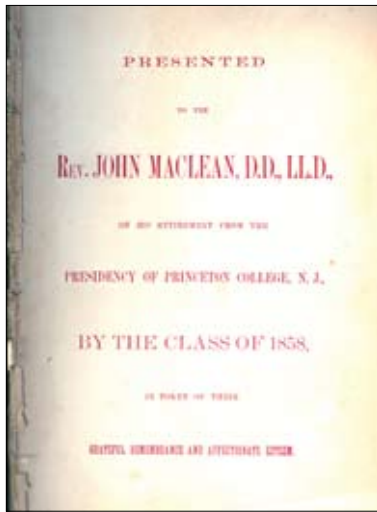 PRESENTED
TO THE
REV. JOHN MACLEAN, D.D., LL.D.,
ON HIS RETIREMENT FROM THE
PRESIDENCY OF PRINCETON COLLEGE, N. J.,
BY THE CLASS OF 1858,
IN TOKEN OF THEIR
GRATEFUL REMEMBRANCE AND AFFECTIONATE ESTEEM.